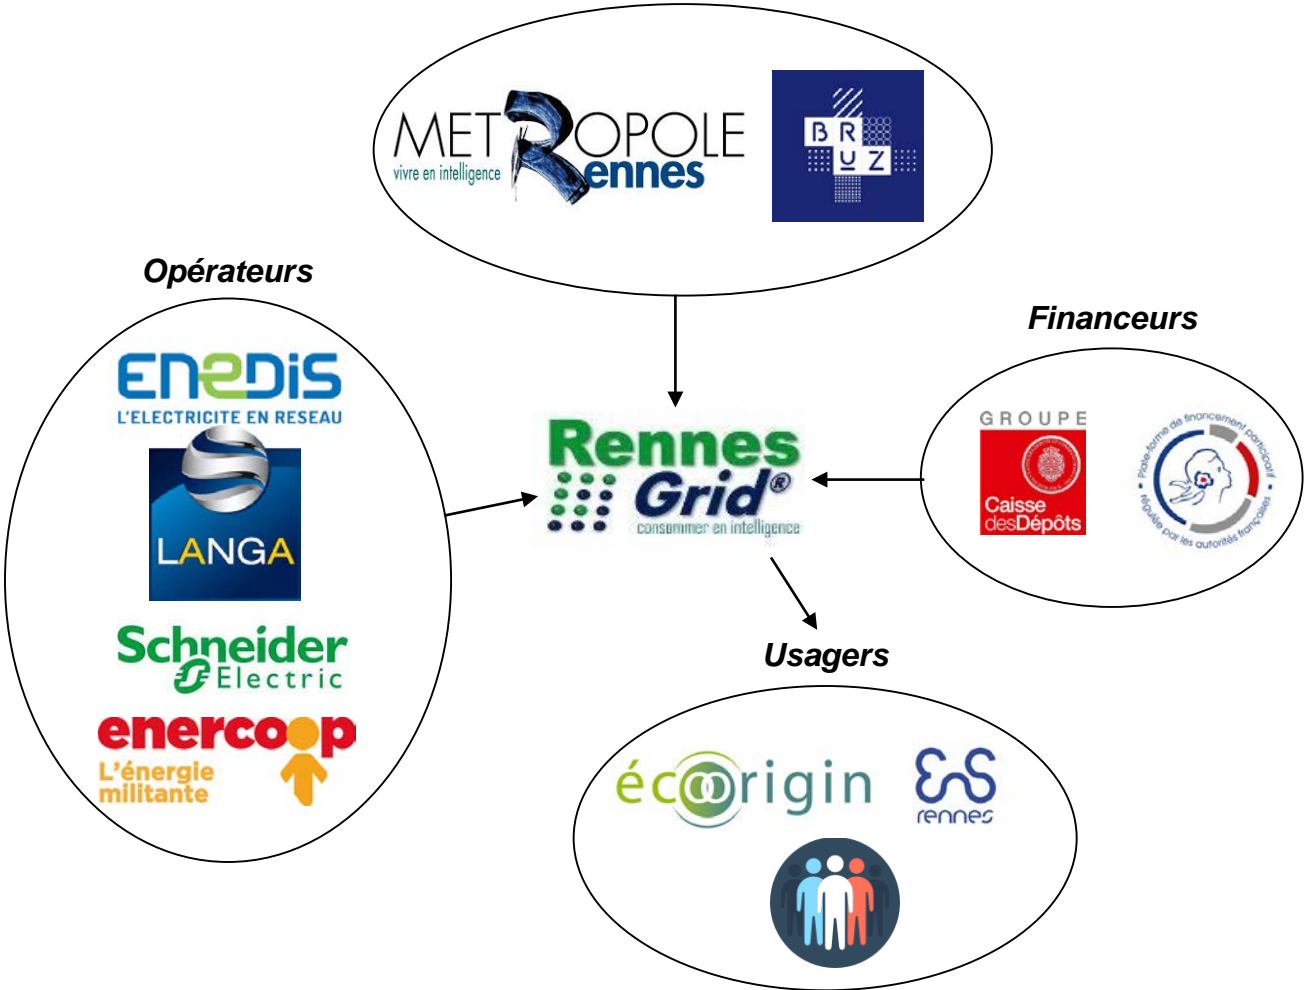 METROPOLE
vivre en intelligence
Rennes
BR
UZ
Opérateurs
Financeurs
enedis
L'ELECTRICITE EN RESEAU
LANGA
Schneider
Electric
enercoop
L'énergie
militante
Rennes
Grid®
consommer en intelligence
GROUPE
Caisse
desDépôts
Plate-forme de financement participatif
régulée par les autorités françaises
Usagers
écoorigin
ENS
rennes